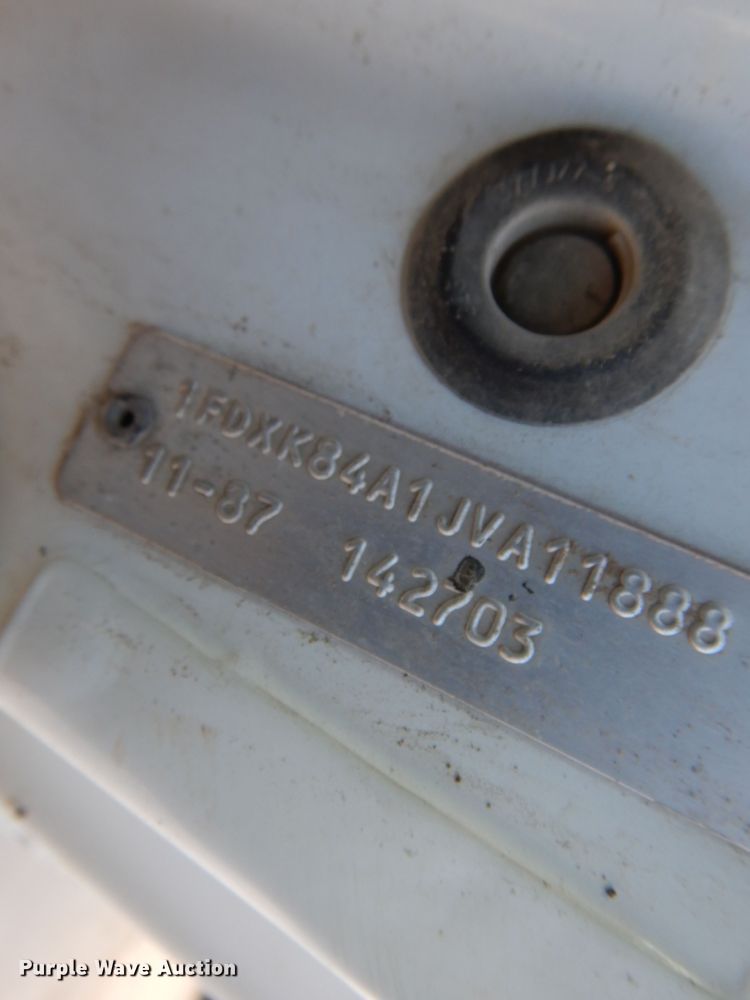 1FDXK84A1JVA11888
11-87 142703
Purple Wave Auction